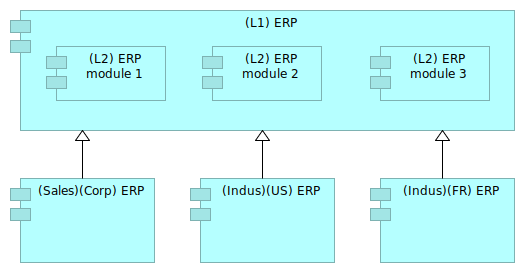 (L1) ERP
(L2) ERP
module 1
(L2) ERP
module 2
(L2) ERP
module 3
(Sales)(Corp) ERP
(Indus)(US) ERP
(Indus)(FR) ERP